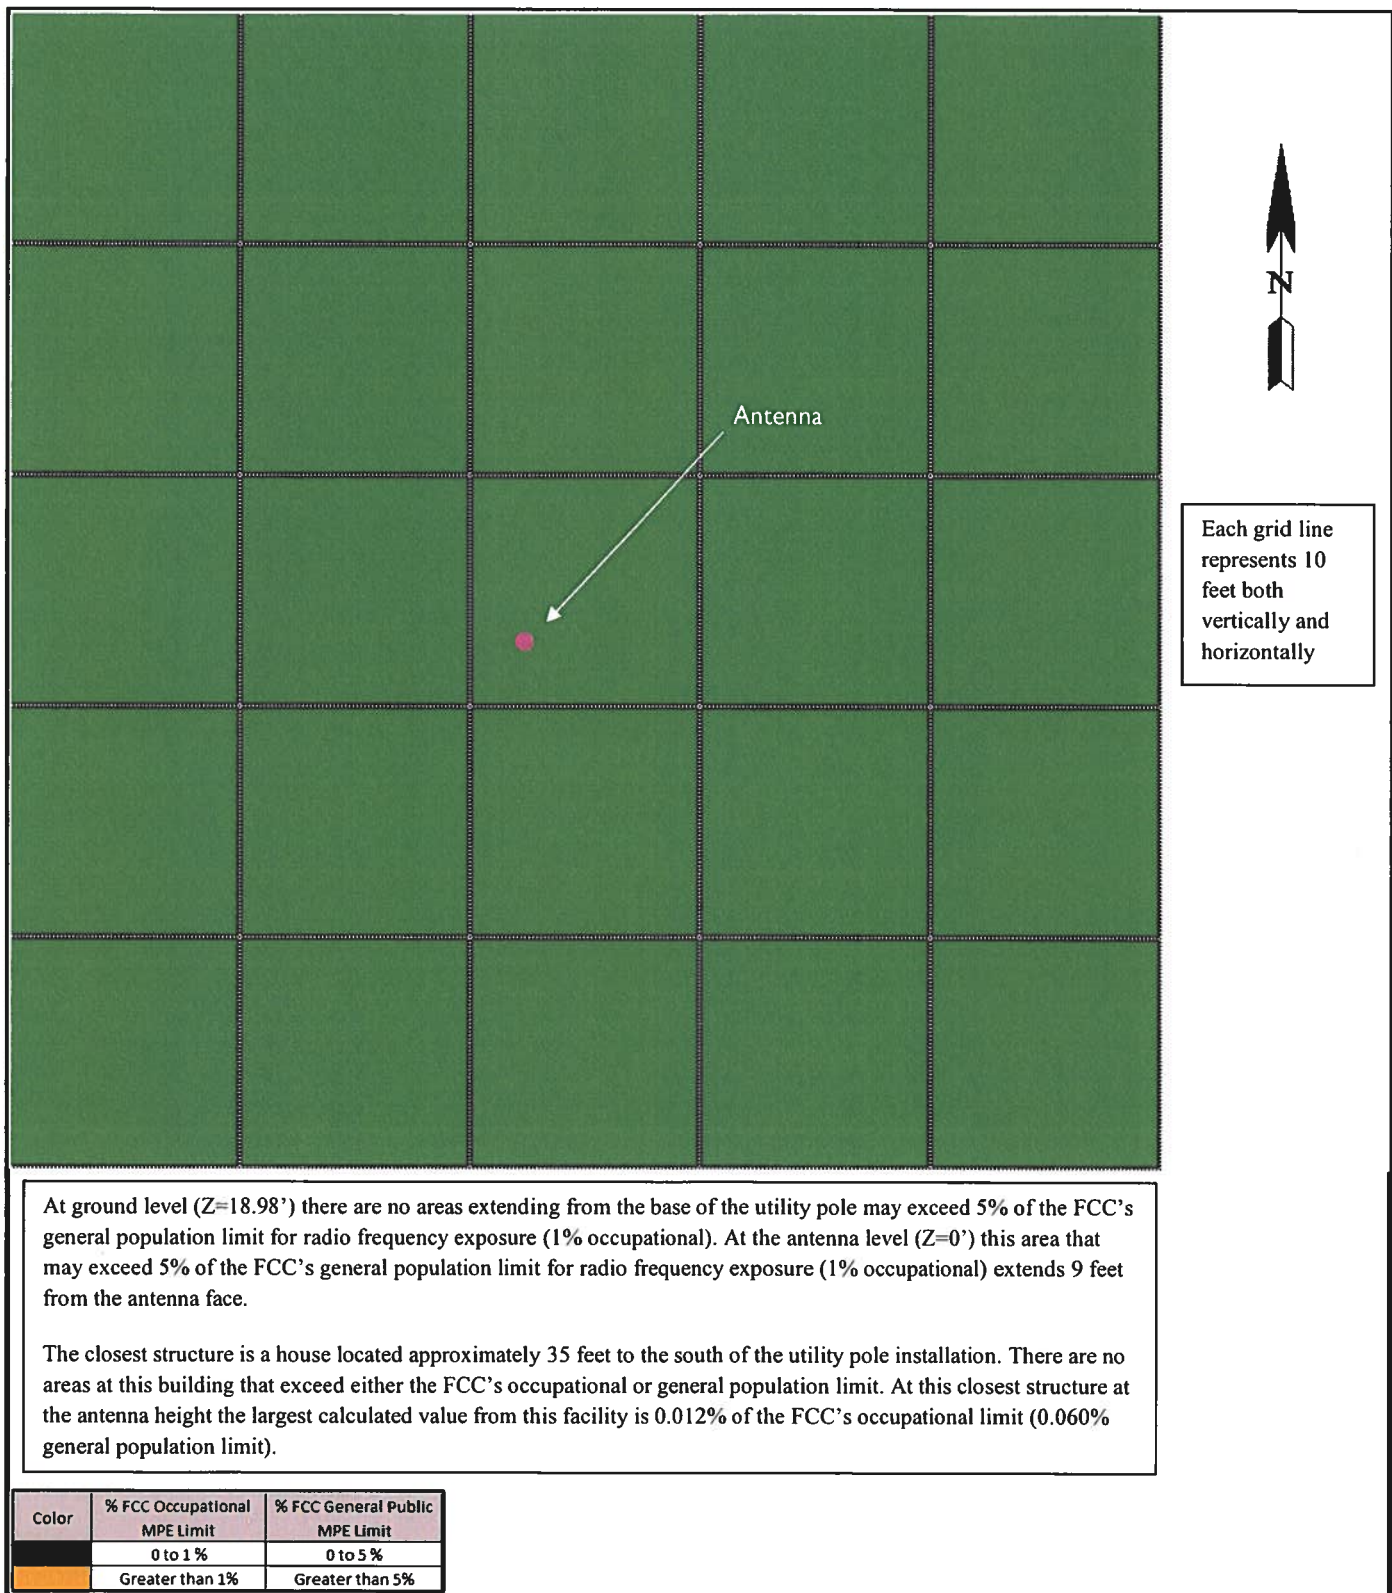 Antenna
N
Each grid line
represents 10
feet both
vertically and
horizontally
At ground level (Z=18.98’) there are no areas extending from the base of the utility pole may exceed 5% of the FCC’s
general population limit for radio frequency exposure (1% occupational). At the antenna level (Z=0’) this area that
may exceed 5% of the FCC’s general population limit for radio frequency exposure (1% occupational) extends 9 feet
from the antenna face.
The closest structure is a house located approximately 35 feet to the south of the utility pole installation. There are no
areas at this building that exceed either the FCC’s occupational or general population limit. At this closest structure at
the antenna height the largest calculated value from this facility is 0.012% of the FCC’s occupational limit (0.060%
general population limit).
Color % FCC Occupational MPE Limit % FCC General Public MPE Limit
0 to 1 % 0 to 5 %
Greater than 1% Greater than 5%